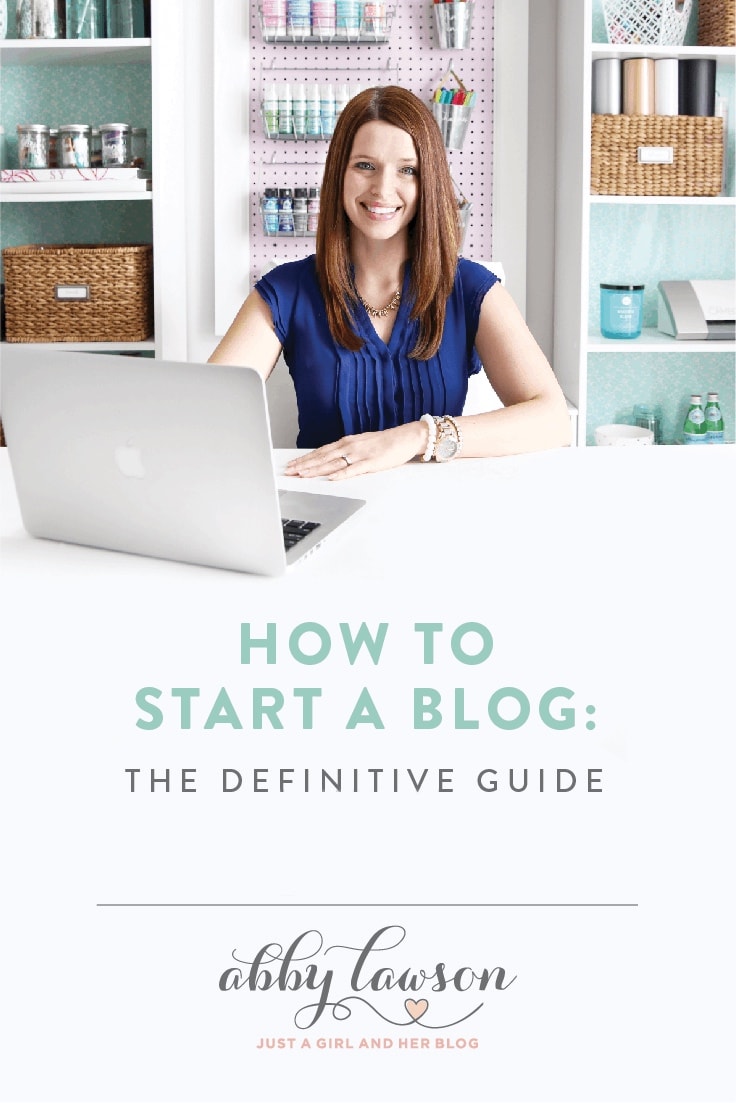 HOW TO
START A BLOG:
THE DEFINITIVE GUIDE
abby lawson
JUST A GIRL AND HER BLOG